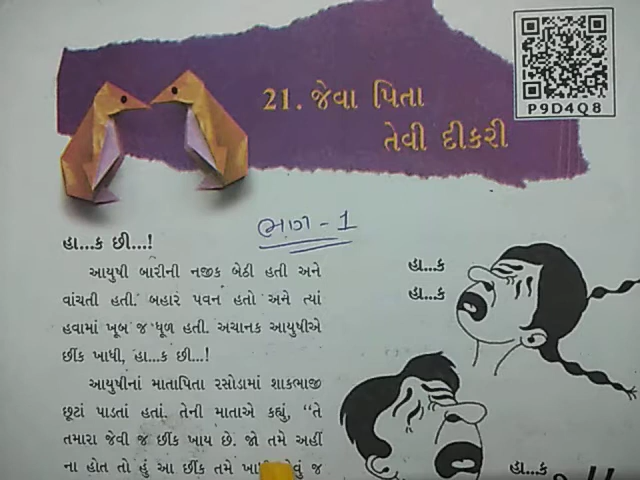 P9D4Q8
21. જેવા પિતા
તેવી દીકરી
ભાગ - 1
હા...ક છી...!
આયુષી બારીની નજીક બેઠી હતી અને
વાંચતી હતી. બહાર પવન હતો અને ત્યાં
હવામાં ખૂબ જ ધૂળ હતી. અચાનક આયુષીએ
છીંક ખાધી, હા...ક છી...!
આયુષીનાં માતાપિતા રસોડામાં શાકભાજી
છૂટાં પાડતાં હતાં. તેની માતાએ કહ્યું, “તે
તમારા જેવી જ છીંક ખાય છે. જો તમે અહીં
ના હોત તો હું આ છીંક તમે જ
હા...ક
હા...ક
હા...ક